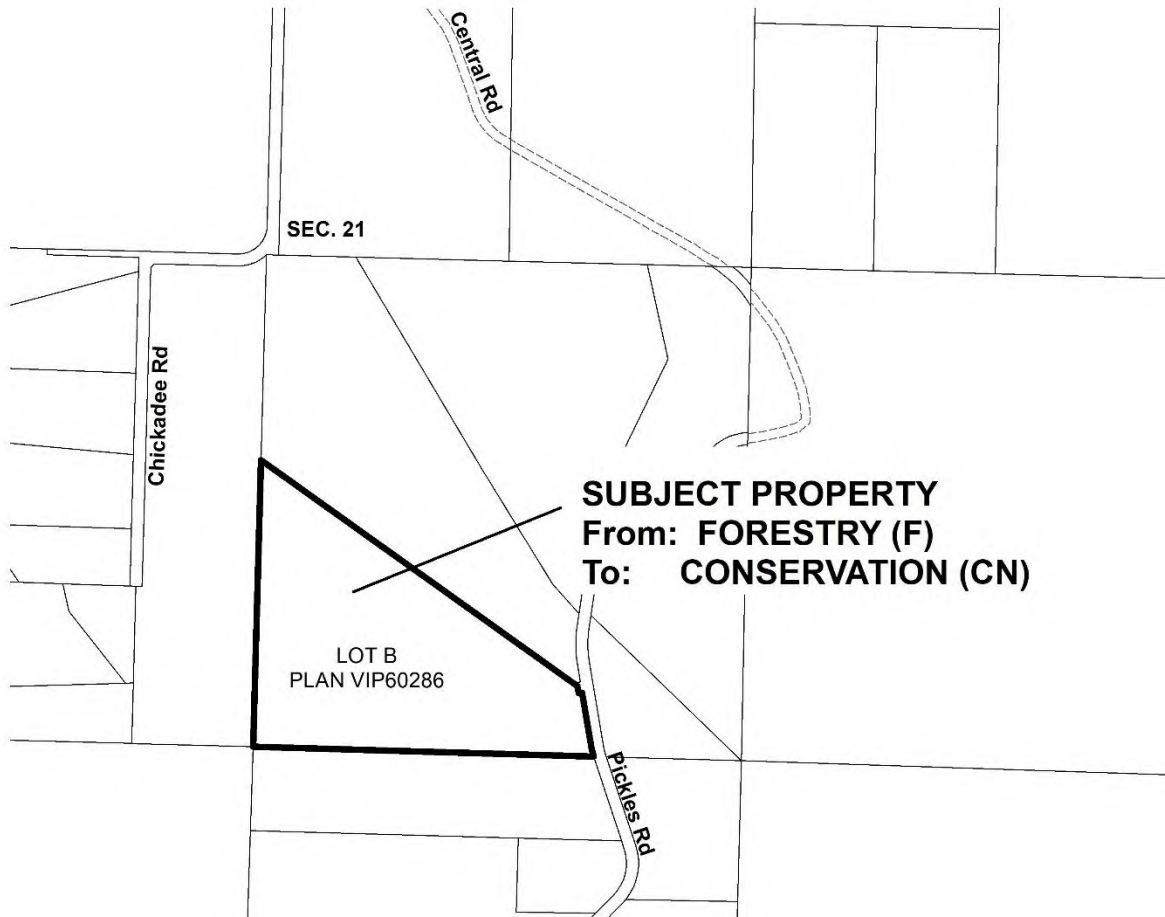 Central Rd
SEC. 21
Chickadee Rd
SUBJECT PROPERTY
From: FORESTRY (F)
To: CONSERVATION (CN)
LOT B
PLAN VIP60286
Pickles Rd